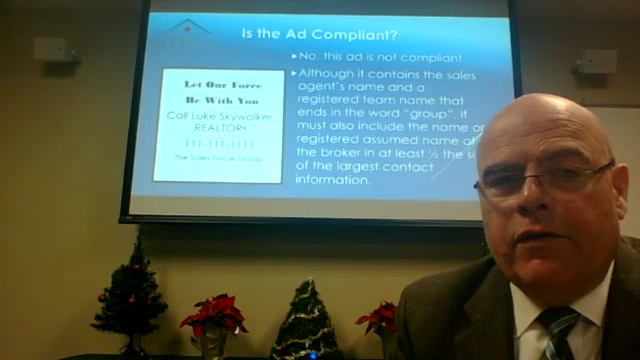 Is the Ad Compliant?
No, this ad is not compliant
Although it contains the sales
agent's name and a
registered team name that
ends in the word "group", it
must also include the name or
registered assumed name of
the broker in at least ½ the
of the largest contact
information.
Let Our Force
Be With You
Call Luke Skywalker,
REALTOR®
111-111-1111
The Sales Force Group